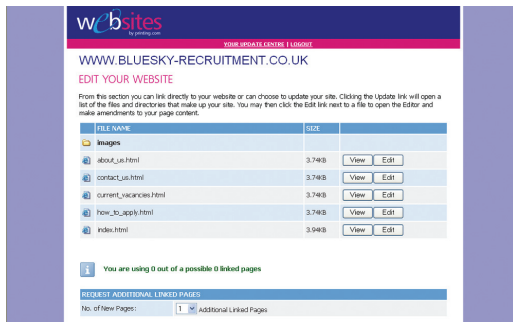 websites
by printing.com
YOUR UPDATE CENTRE | LOGOUT
WWW.BLUESKY-RECRUITMENT.CO.UK
EDIT YOUR WEBSITE
From this section you can link directly to your website or can choose to update your site. Clicking the Update link will open a
list of the files and directories that make up your site. You may then click the Edit link next to a file to open the Editor and
make amendments to your page content.
FILE NAME SIZE
images
about_us.html 3.74KB View Edit
contact_us.html 3.74KB View Edit
current_vacancies.html 3.74KB View Edit
how_to_apply.html 3.74KB View Edit
index.html 3.94KB View Edit
i You are using 0 out of a possible 0 linked pages
REQUEST ADDITIONAL LINKED PAGES
No. of New Pages: 1 Additional Linked Pages